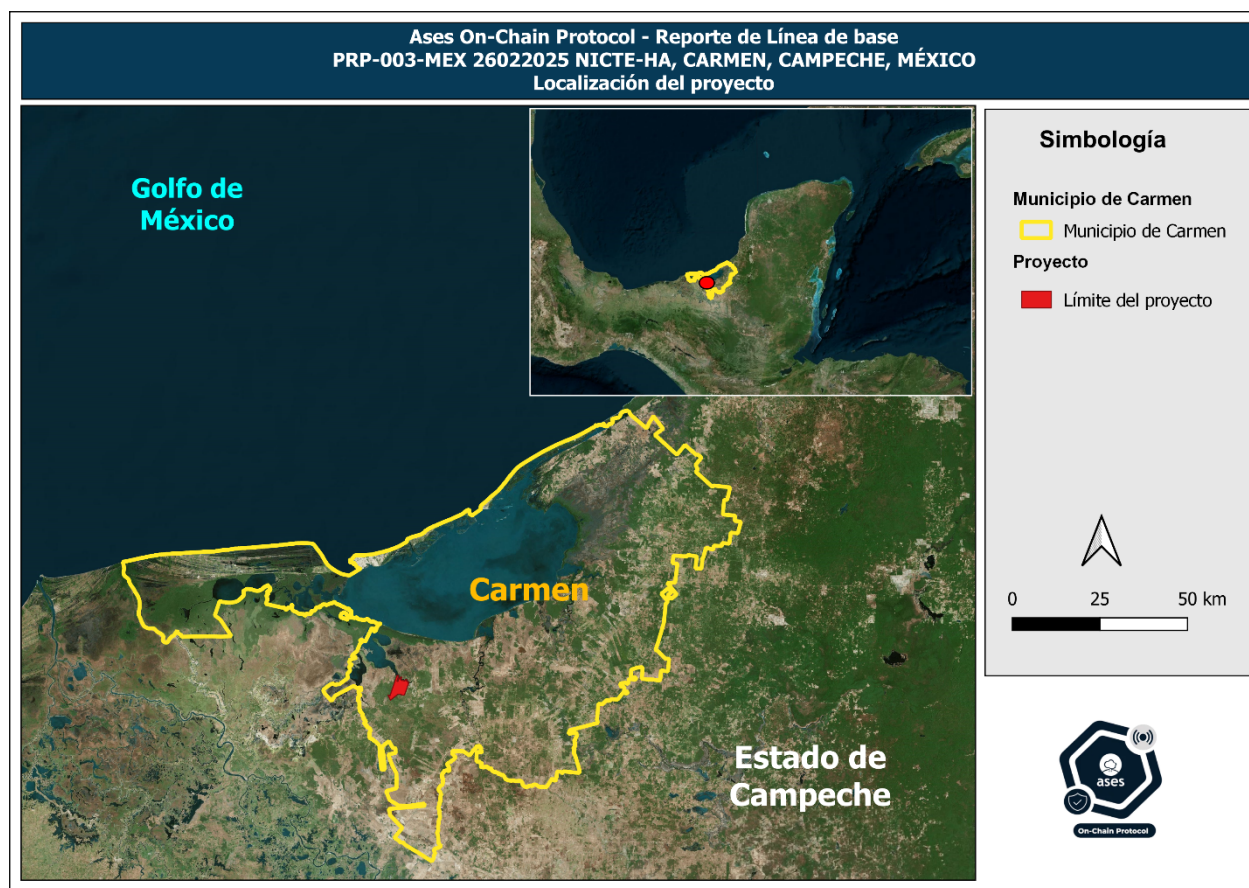 Ases On-Chain Protocol - Reporte de Línea de base
PRP-003-MEX 26022025 NICTE-HA, CARMEN, CAMPECHE, MÉXICO
Localización del proyecto
Golfo de
México
Carmen
Estado de
Campeche
Simbología
Municipio de Carmen
Municipio de Carmen
Proyecto
Límite del proyecto
0 25 50 km
ases
On-Chain Protocol